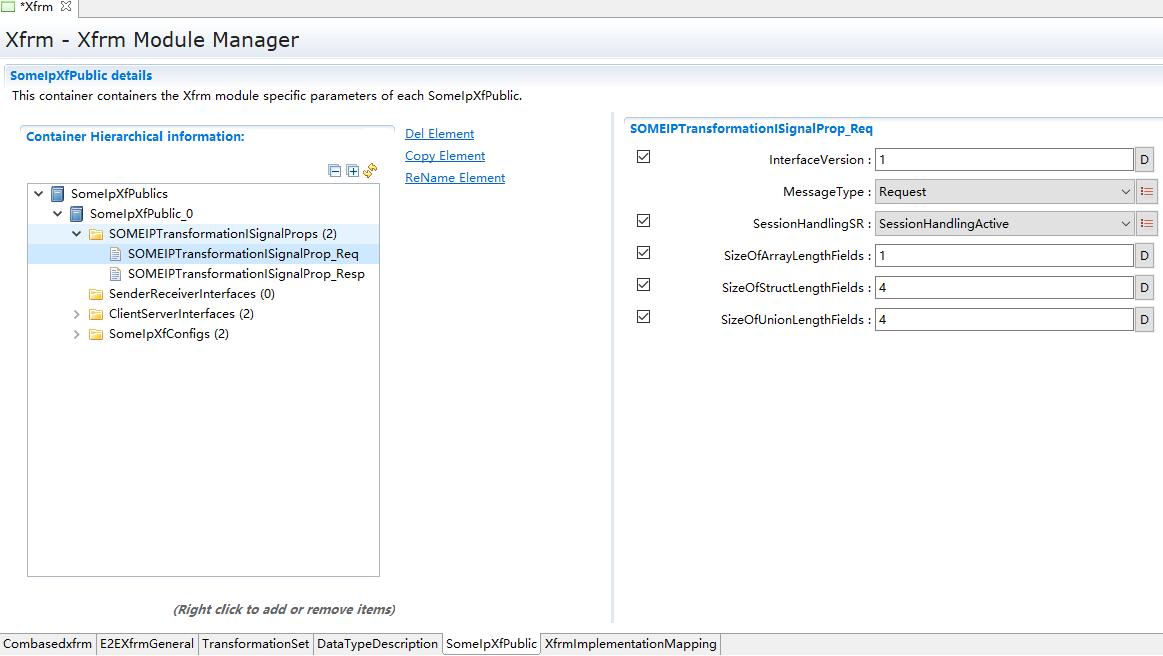 *Xfrm
Xfrm - Xfrm Module Manager
SomeIpXfPublic details
This container containers the Xfrm module specific parameters of each SomeIpXfPublic.
Container Hierarchical information:
SomeIpXfPublics
SomeIpXfPublic_0
SOMEIPTransformationISignalProps (2)
SOMEIPTransformationISignalProp_Req
SOMEIPTransformationISignalProp_Resp
SenderReceiverInterfaces (0)
ClientServerInterfaces (2)
SomeIpXfConfigs (2)
(Right click to add or remove items)
Del Element
Copy Element
ReName Element
SOMEIPTransformationISignalProp_Req
InterfaceVersion : 1 D
MessageType : Request
SessionHandlingSR : SessionHandlingActive
SizeOfArrayLengthFields : 1 D
SizeOfStructLengthFields : 4 D
SizeOfUnionLengthFields : 4 D
Combasedxfrm E2EXfrmGeneral TransformationSet DataTypeDescription SomeIpXfPublic XfrmImplementationMapping